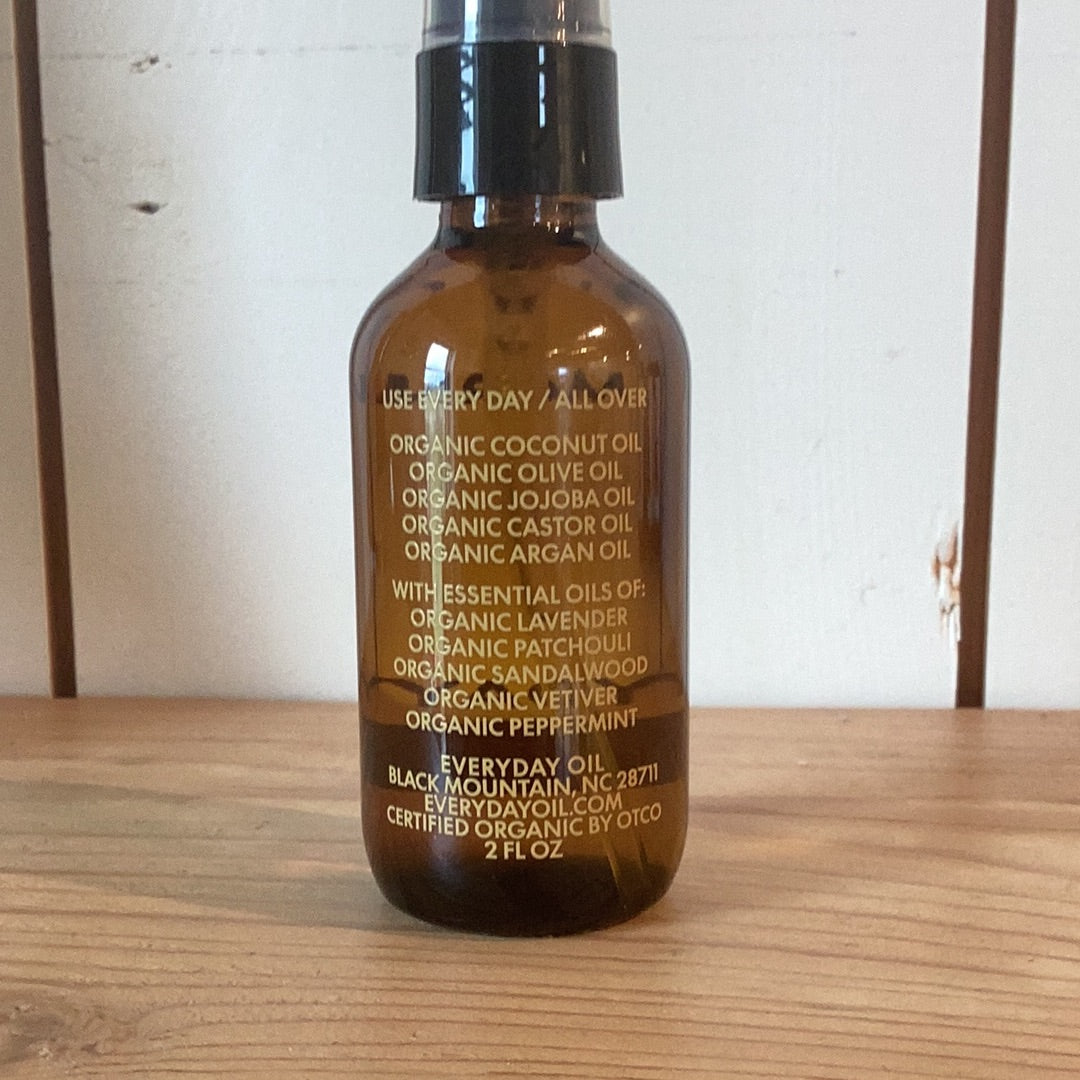 USE EVERY DAY / ALL OVER
ORGANIC COCONUT OIL
ORGANIC OLIVE OIL
ORGANIC JOJOBA OIL
ORGANIC CASTOR OIL
ORGANIC ARGAN OIL
WITH ESSENTIAL OILS OF:
ORGANIC LAVENDER
ORGANIC PATCHOULI
ORGANIC SANDALWOOD
ORGANIC VETIVER
ORGANIC PEPPERMINT
EVERYDAY OIL
BLACK MOUNTAIN, NC 28711
EVERYDAYOIL.COM
CERTIFIED ORGANIC BY OTCO
2 FL OZ